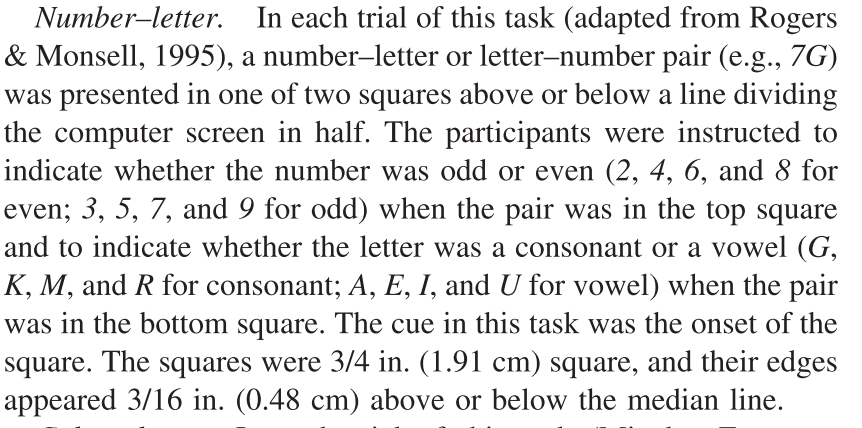 Number–letter. In each trial of this task (adapted from Rogers
& Monsell, 1995), a number–letter or letter–number pair (e.g., 7G)
was presented in one of two squares above or below a line dividing
the computer screen in half. The participants were instructed to
indicate whether the number was odd or even (2, 4, 6, and 8 for
even; 3, 5, 7, and 9 for odd) when the pair was in the top square
and to indicate whether the letter was a consonant or a vowel (G,
K, M, and R for consonant; A, E, I, and U for vowel) when the pair
was in the bottom square. The cue in this task was the onset of the
square. The squares were 3/4 in. (1.91 cm) square, and their edges
appeared 3/16 in. (0.48 cm) above or below the median line.